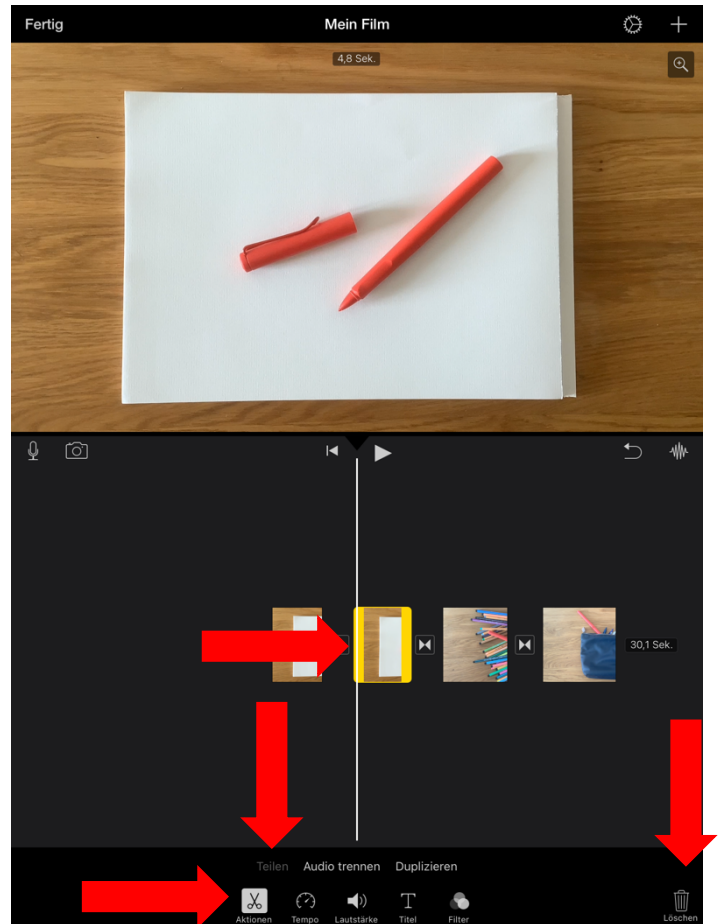 Fertig
Mein Film
4,8 Sek.
30,1 Sek.
Teilen Audio trennen Duplizieren
Aktionen Tempo Lautstärke Titel Filter Löschen